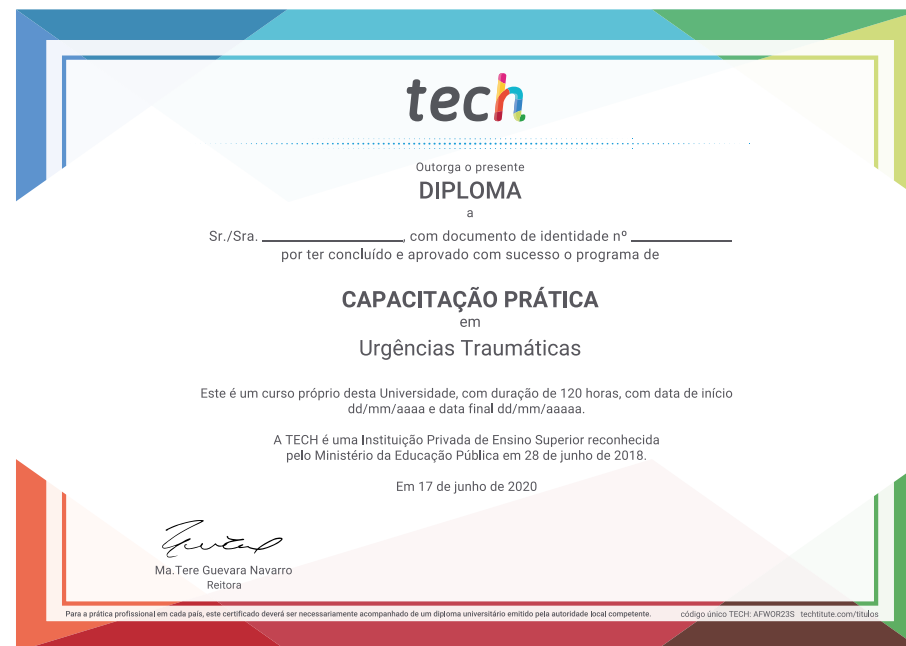 tech
Outorga o presente
DIPLOMA
a
Sr./Sra. ____________________, com documento de identidade nº ______________
por ter concluído e aprovado com sucesso o programa de
CAPACITAÇÃO PRÁTICA
em
Urgências Traumáticas
Este é um curso próprio desta Universidade, com duração de 120 horas, com data de início
dd/mm/aaaa e data final dd/mm/aaaaa.
A TECH é uma Instituição Privada de Ensino Superior reconhecida
pelo Ministério da Educação Pública em 28 de junho de 2018.
Em 17 de junho de 2020
Ma.Tere Guevara Navarro
Reitora
Para a prática profissional em cada país, este certificado deverá ser necessariamente acompanhado de um diploma universitário emitido pela autoridade local competente. código único TECH: AFWOR23S techtitute.com/titulos